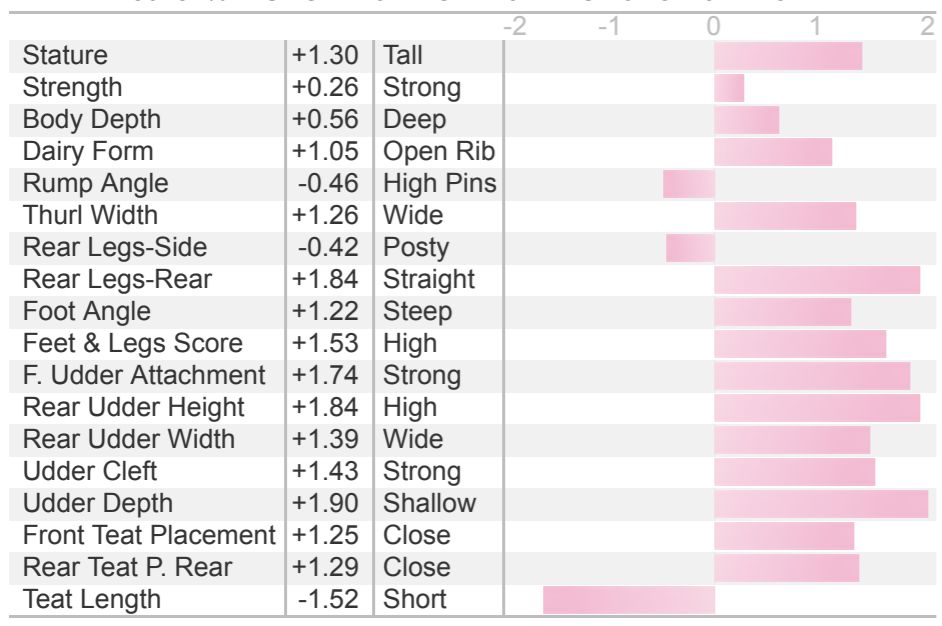 -2 -1 0 1 2
Stature +1.30 Tall
Strength +0.26 Strong
Body Depth +0.56 Deep
Dairy Form +1.05 Open Rib
Rump Angle -0.46 High Pins
Thurl Width +1.26 Wide
Rear Legs-Side -0.42 Posty
Rear Legs-Rear +1.84 Straight
Foot Angle +1.22 Steep
Feet & Legs Score +1.53 High
F. Udder Attachment +1.74 Strong
Rear Udder Height +1.84 High
Rear Udder Width +1.39 Wide
Udder Cleft +1.43 Strong
Udder Depth +1.90 Shallow
Front Teat Placement +1.25 Close
Rear Teat P. Rear +1.29 Close
Teat Length -1.52 Short